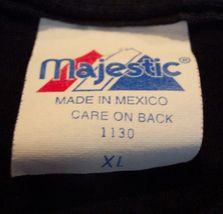 Majestic®
MADE IN MEXICO
CARE ON BACK
1130
XL